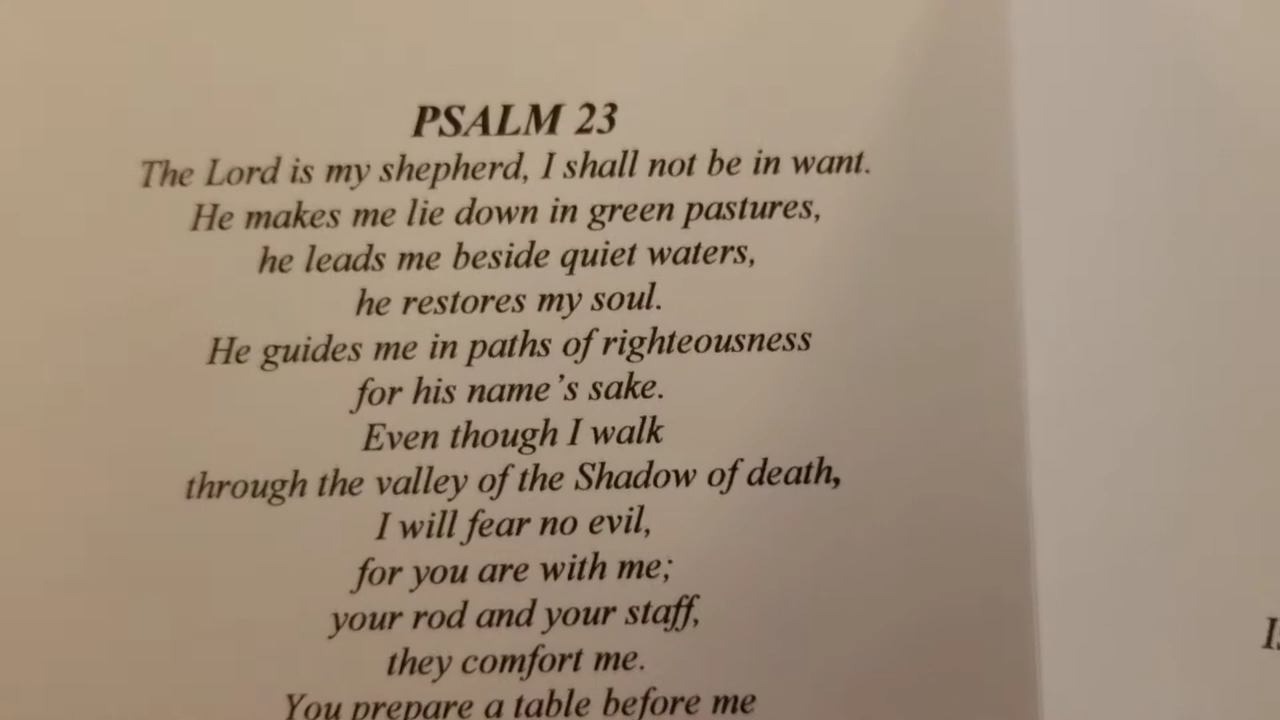 PSALM 23
The Lord is my shepherd, I shall not be in want.
He makes me lie down in green pastures,
he leads me beside quiet waters,
he restores my soul.
He guides me in paths of righteousness
for his name’s sake.
Even though I walk
through the valley of the Shadow of death,
I will fear no evil,
for you are with me;
your rod and your staff,
they comfort me.
You prepare a table before me